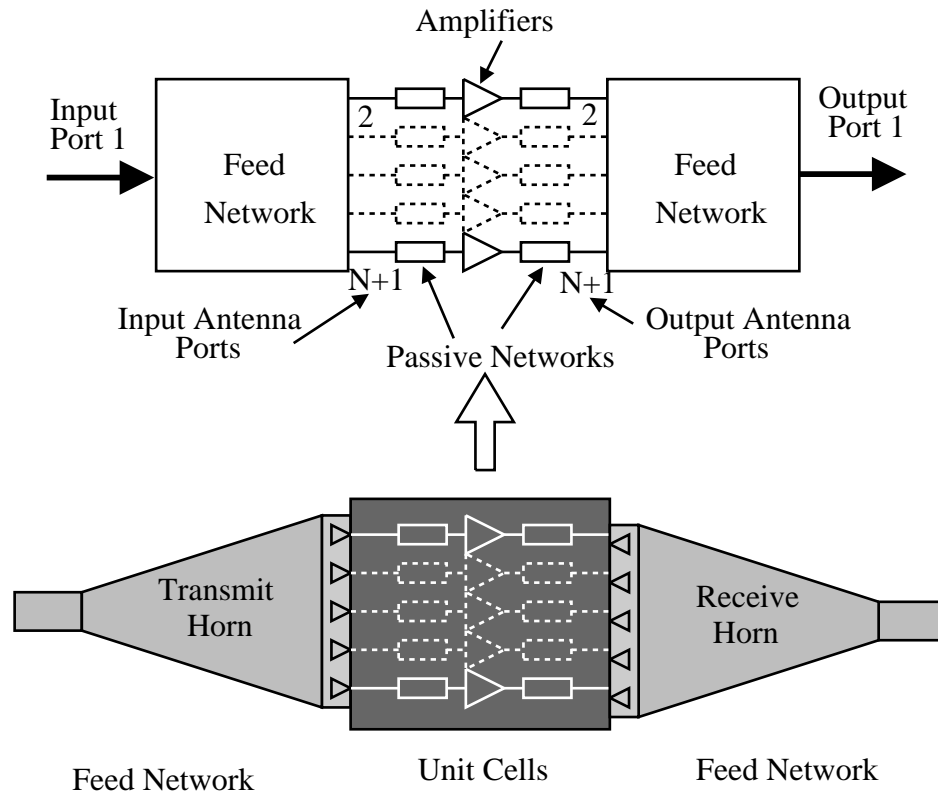 Amplifiers
Input
Port 1
Output
Port 1
2
2
Feed
Network
Feed
Network
N+1
N+1
Input Antenna
Ports
Output Antenna
Ports
Passive Networks
Transmit
Horn
Receive
Horn
Feed Network
Unit Cells
Feed Network